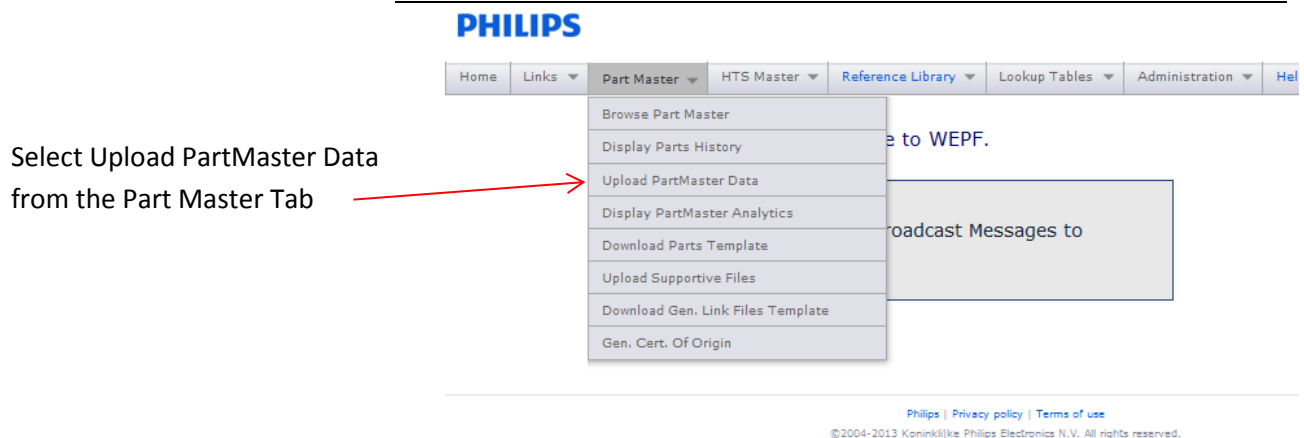 PHILIPS
Home Links Part Master HTS Master Reference Library Lookup Tables Administration Hel
Browse Part Master
Display Parts History
Upload PartMaster Data
Display PartMaster Analytics
Download Parts Template
Upload Supportive Files
Download Gen. Link Files Template
Gen. Cert. Of Origin
e to WEPF.
roadcast Messages to
Select Upload PartMaster Data
from the Part Master Tab
Philips | Privacy policy | Terms of use
©2004-2013 Koninklijke Philips Electronics N.V. All rights reserved.